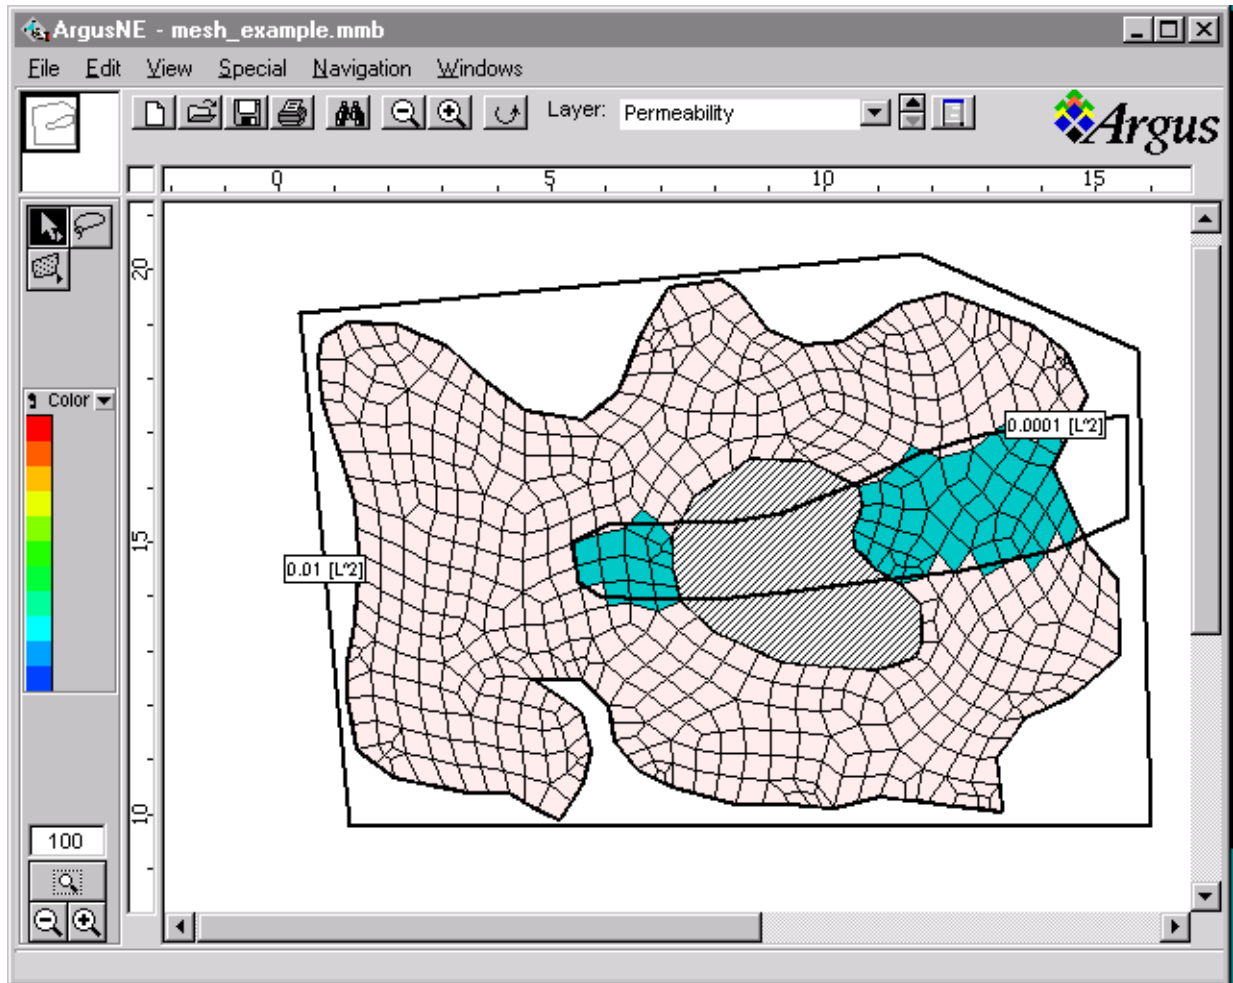 ArgusNE - mesh_example.mmb
File Edit View Special Navigation Windows
Layer: Permeability
Argus
0 5 10 15
20
15
10
Color
0.0001 [L^2]
0.01 [L^2]
100